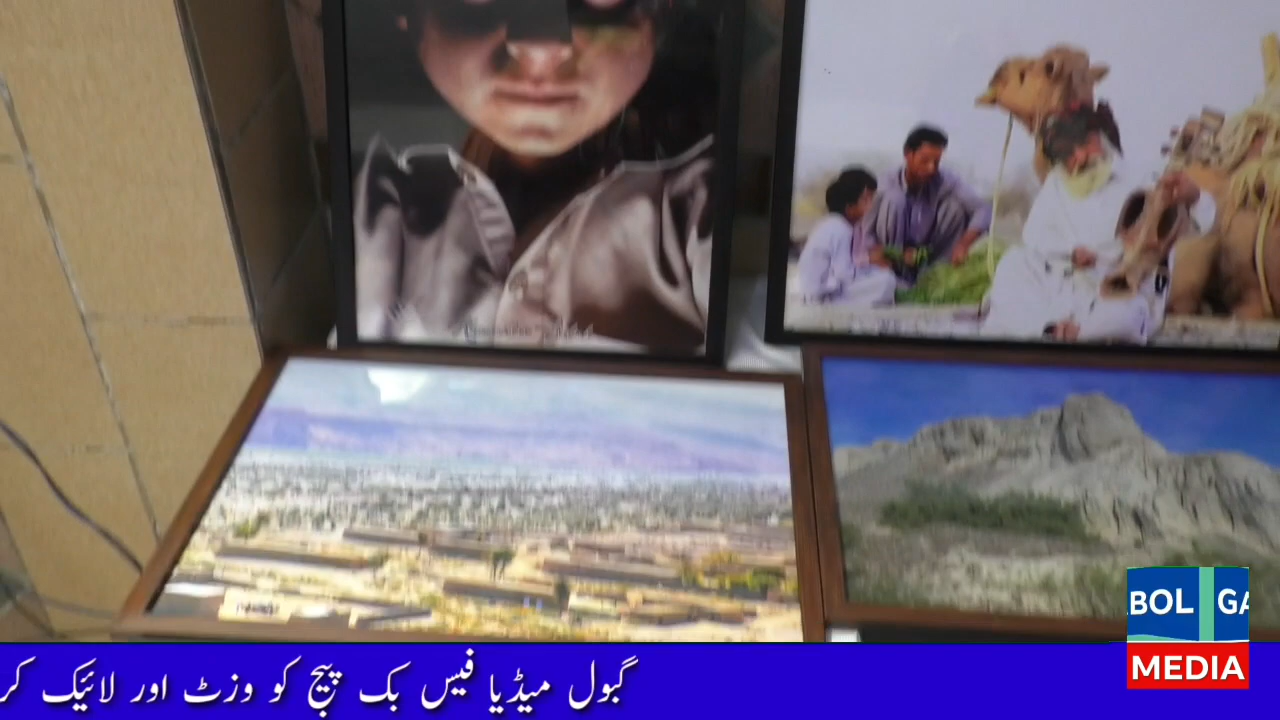 BOL GA
MEDIA
گبول میڈیا فیس بک پیج کو وزٹ اور لائیک کر